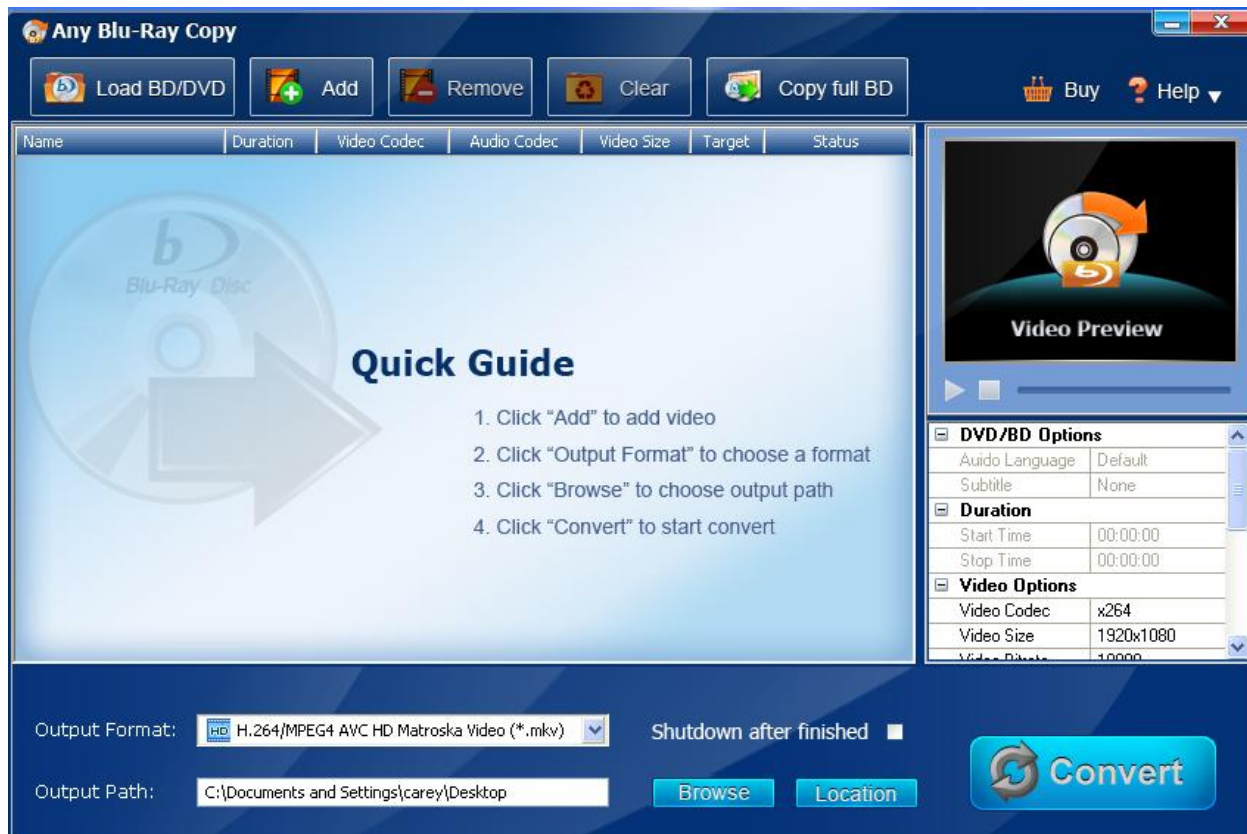 Any Blu-Ray Copy
Load BD/DVD
Add
Remove
Clear
Copy full BD
Buy
Help
Name Duration Video Codec Audio Codec Video Size Target Status
b
Blu-Ray Disc
Quick Guide
1. Click “Add” to add video
2. Click “Output Format” to choose a format
3. Click “Browse” to choose output path
4. Click “Convert” to start convert
Video Preview
DVD/BD Options
Auido Language Default
Subtitle None
Duration
Start Time 00:00:00
Stop Time 00:00:00
Video Options
Video Codec x264
Video Size 1920x1080
Video Bitrate 10000
Output Format: HD H.264/MPEG4 AVC HD Matroska Video (*.mkv)
Shutdown after finished
Output Path: C:\Documents and Settings\carey\Desktop
Browse
Location
Convert